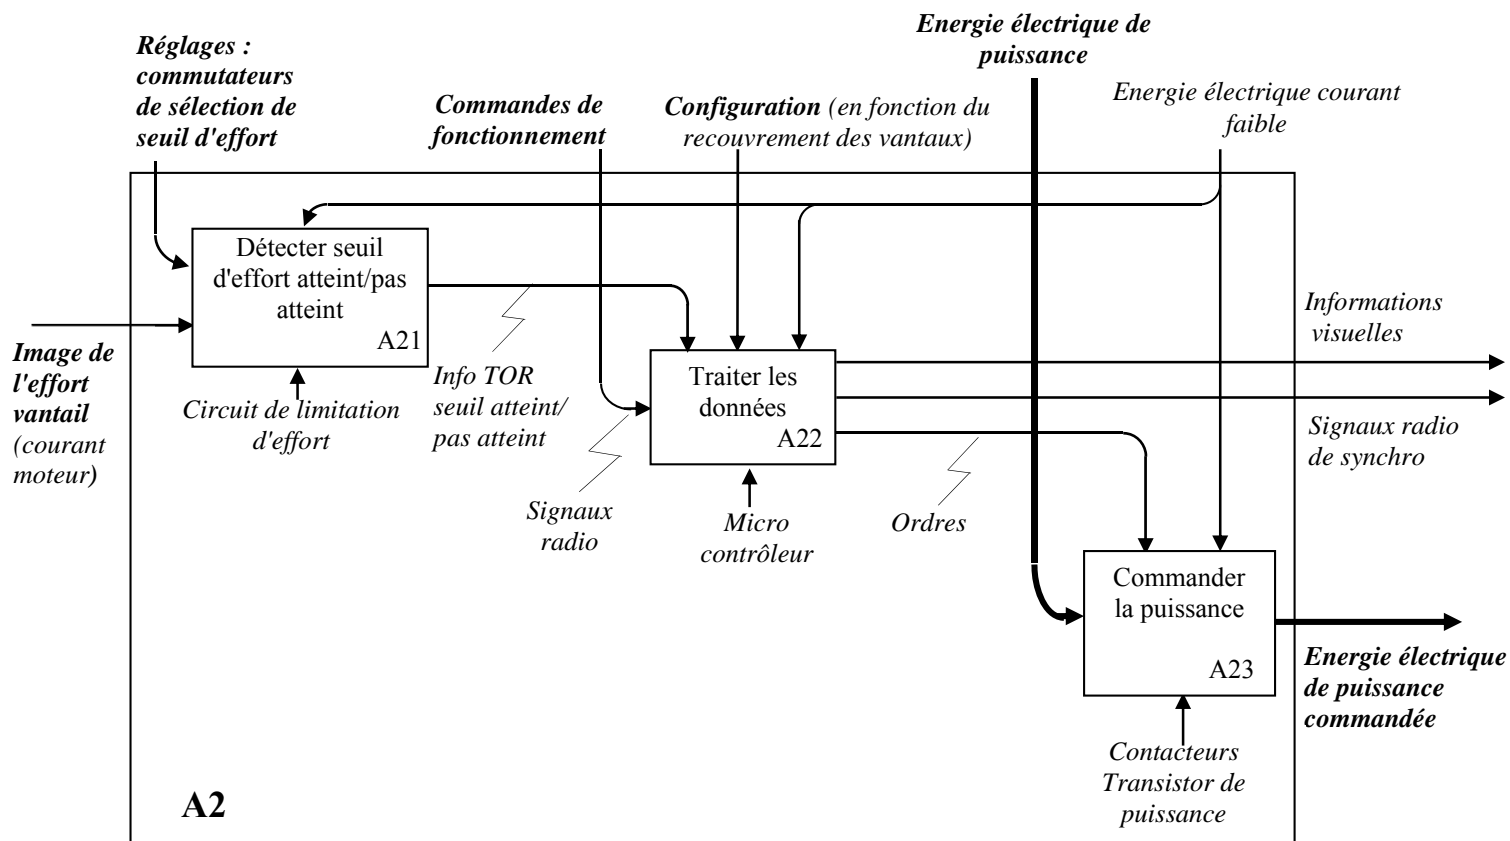 Energie électrique de
puissance
Réglages :
commutateurs
de sélection de
seuil d'effort
Commandes de
fonctionnement
Configuration (en fonction du
recouvrement des vantaux)
Energie électrique courant
faible
Détecter seuil
d'effort atteint/pas
atteint
A21
Image de
l'effort
vantail
(courant
moteur)
Circuit de limitation
d'effort
Info TOR
seuil atteint/
pas atteint
Traiter les
données
A22
Informations
visuelles
Signaux radio
de synchro
Signaux
radio
Micro
contrôleur
Ordres
Commander
la puissance
A23
Energie électrique
de puissance
commandée
Contacteurs
Transistor de
puissance
A2